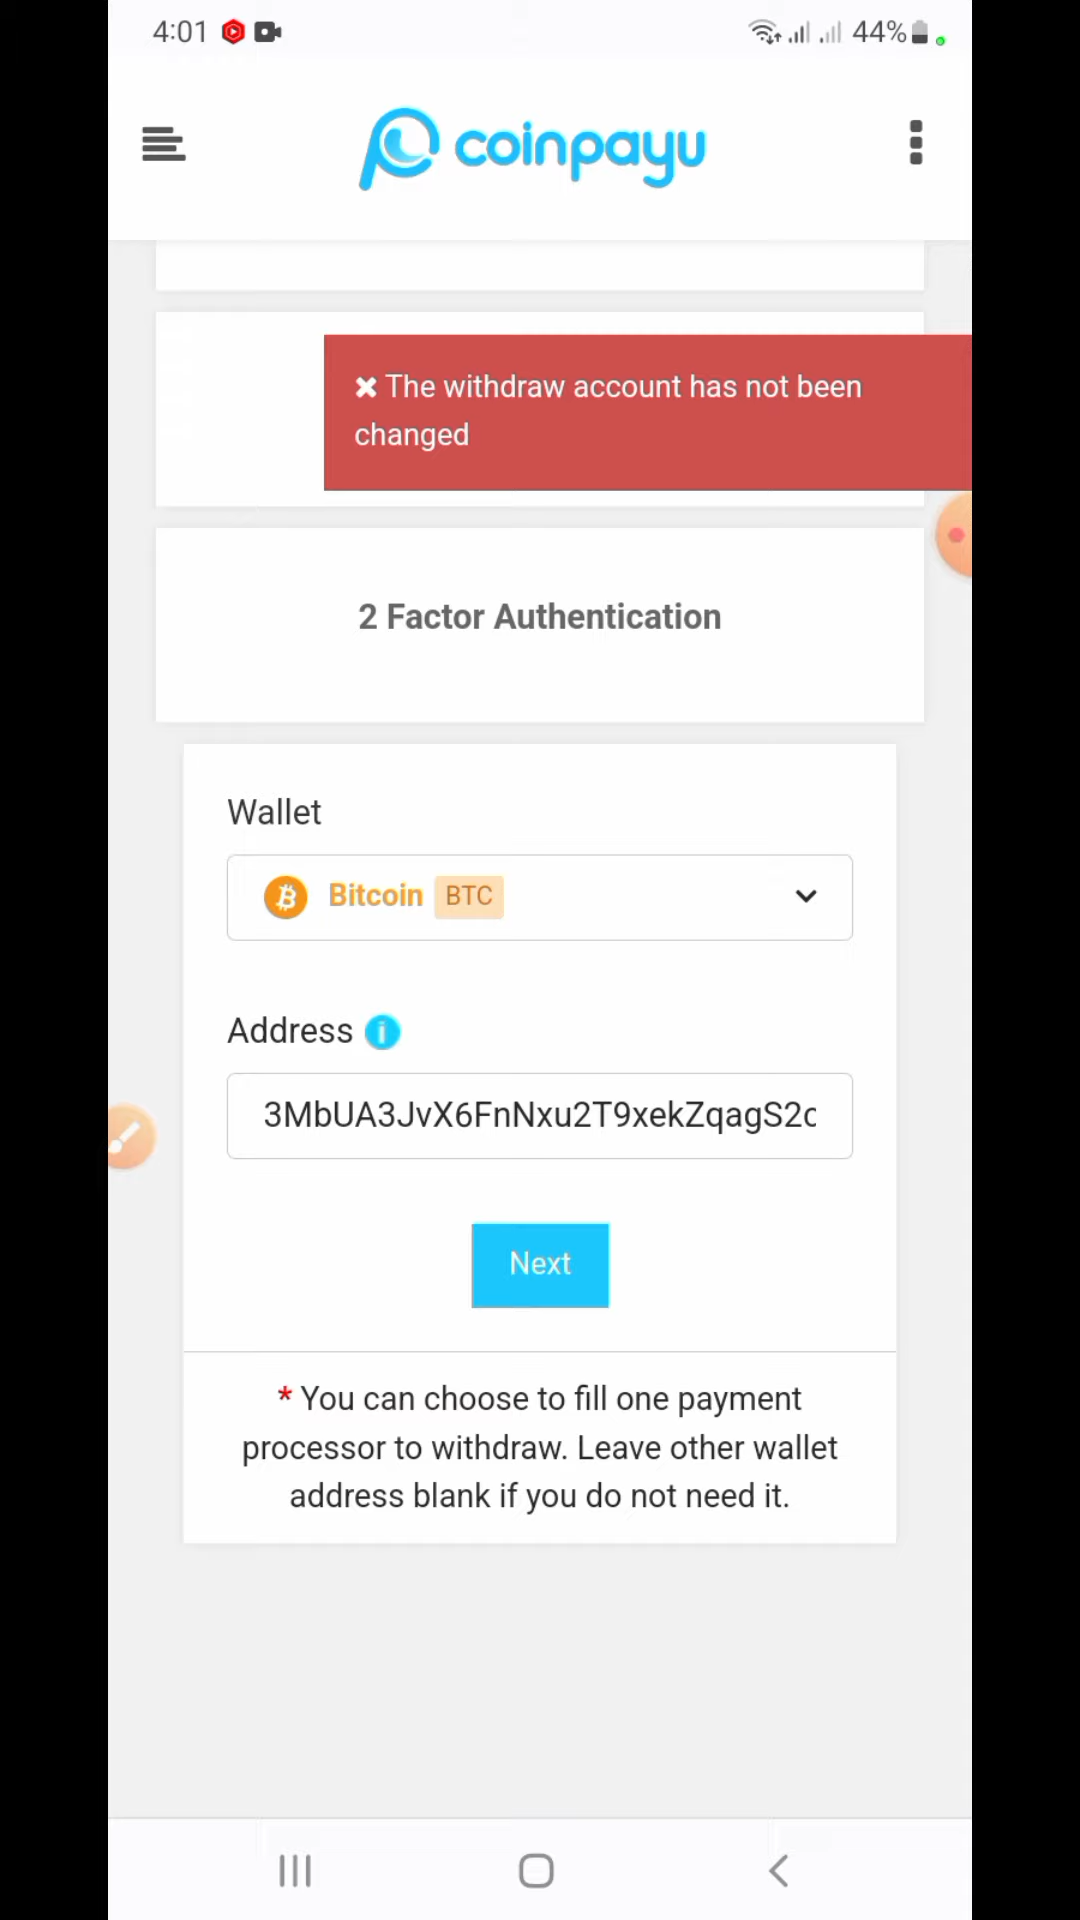 4:01 44%
coinpayu
The withdraw account has not been
changed
2 Factor Authentication
Wallet
Bitcoin BTC
Address i
3MbUA3JvX6FnNxu2T9xekZqagS2c
Next
* You can choose to fill one payment
processor to withdraw. Leave other wallet
address blank if you do not need it.